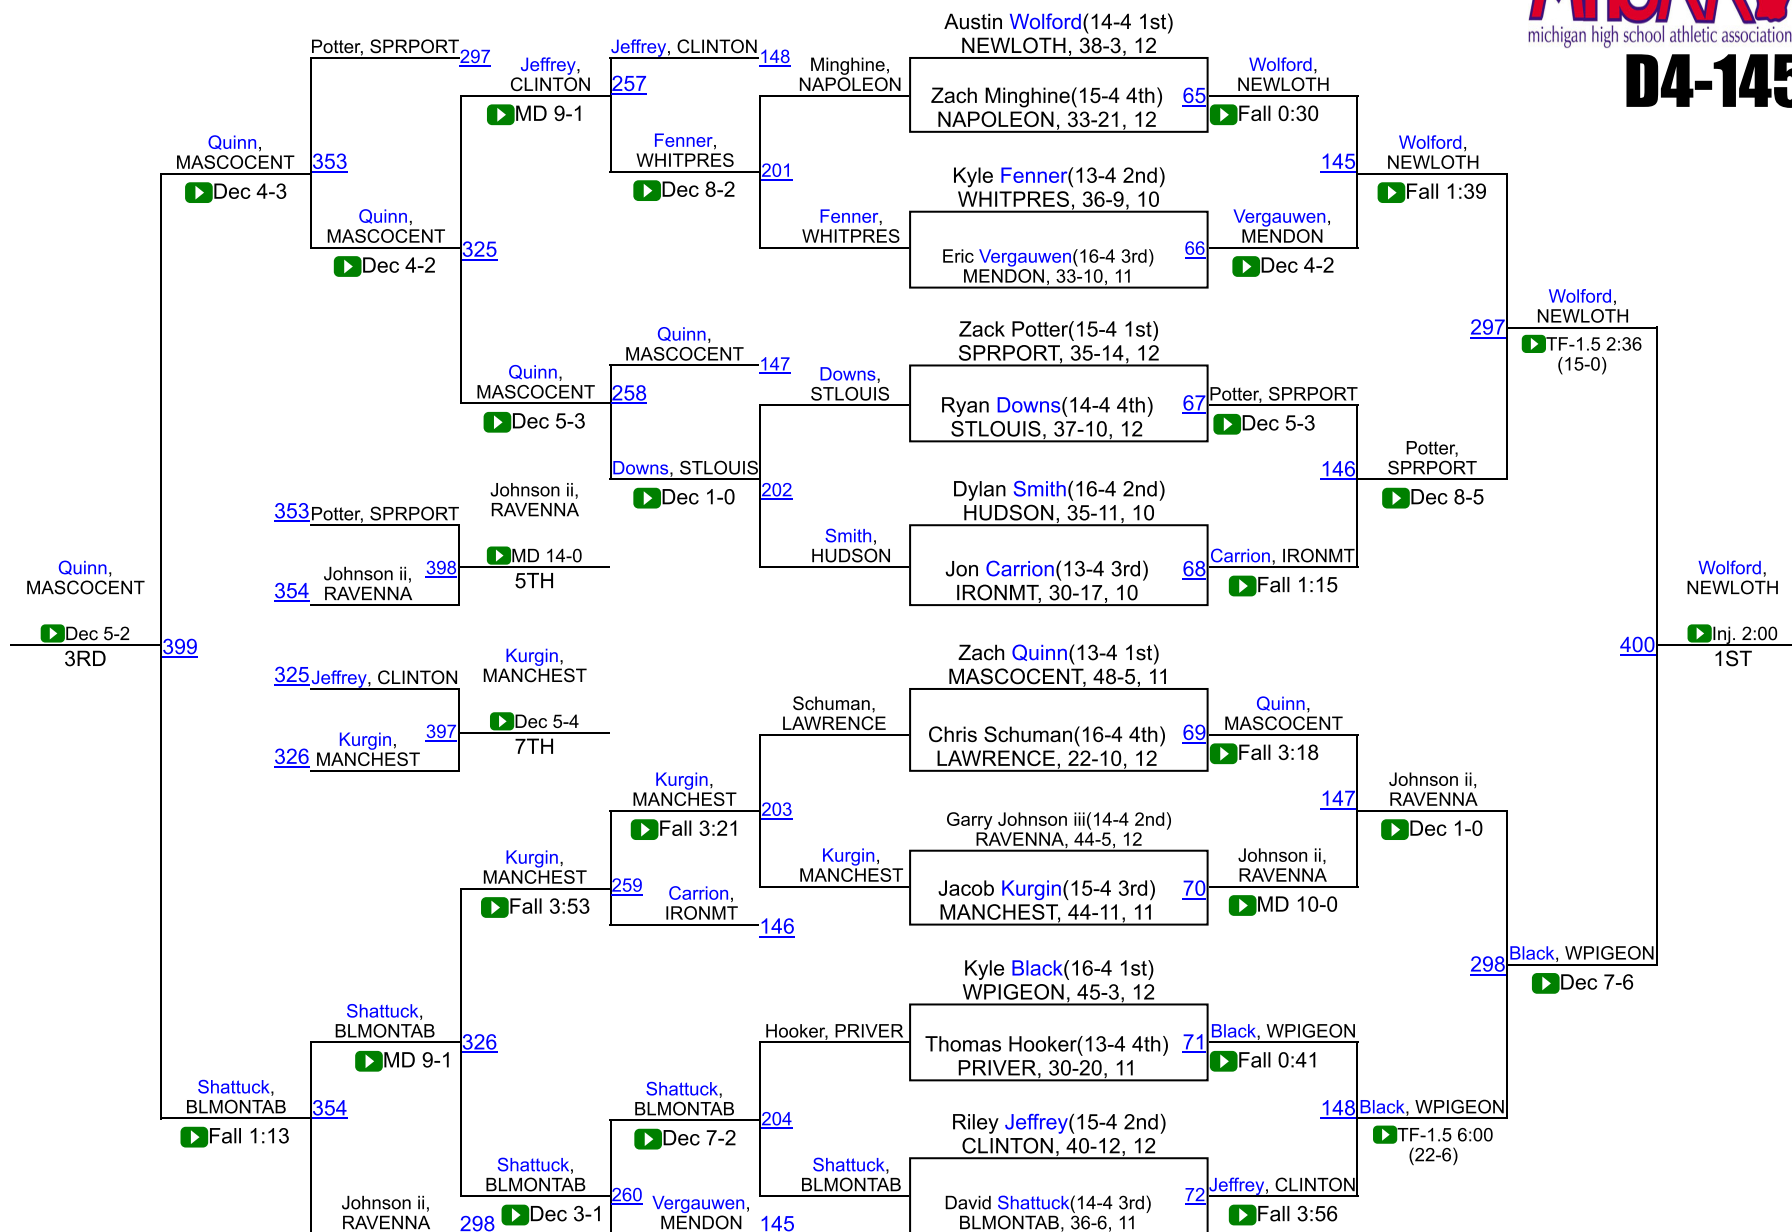 michigan high school athletic association
D4-145
Potter, SPRPORT
297
Jeffrey,
CLINTON
MD 9-1
257
Jeffrey, CLINTON
148
Quinn,
MASCOCENT
Dec 4-3
353
Fenner,
WHITPRES
Dec 8-2
201
Quinn,
MASCOCENT
Dec 4-2
325
Minghine,
NAPOLEON
Fenner,
WHITPRES
Austin Wolford(14-4 1st)
NEWLOTH, 38-3, 12
Zach Minghine(15-4 4th)
NAPOLEON, 33-21, 12
65
Wolford,
NEWLOTH
Fall 0:30
Kyle Fenner(13-4 2nd)
WHITPRES, 36-9, 10
Eric Vergauwen(16-4 3rd)
MENDON, 33-10, 11
66
Vergauwen,
MENDON
Dec 4-2
145
Wolford,
NEWLOTH
Fall 1:39
Quinn,
MASCOCENT
147
Quinn,
MASCOCENT
Dec 5-3
258
Downs,
STLOUIS
Downs, STLOUIS
Dec 1-0
202
Smith,
HUDSON
Zack Potter(15-4 1st)
SPRPORT, 35-14, 12
Ryan Downs(14-4 4th)
STLOUIS, 37-10, 12
67
Potter, SPRPORT
Dec 5-3
Dylan Smith(16-4 2nd)
HUDSON, 35-11, 10
Jon Carrion(13-4 3rd)
IRONMT, 30-17, 10
68
Carrion, IRONMT
Fall 1:15
146
Potter,
SPRPORT
Dec 8-5
297
Wolford,
NEWLOTH
TF-1.5 2:36
(15-0)
353
Potter, SPRPORT
354
Johnson ii,
RAVENNA
398
Johnson ii,
RAVENNA
MD 14-0
5TH
Quinn,
MASCOCENT
Dec 5-2
3RD
399
325
Jeffrey, CLINTON
326
Kurgin,
MANCHEST
397
Kurgin,
MANCHEST
Dec 5-4
7TH
400
Wolford,
NEWLOTH
Inj. 2:00
1ST
Schuman,
LAWRENCE
Kurgin,
MANCHEST
Fall 3:21
203
Kurgin,
MANCHEST
Kurgin,
MANCHEST
Fall 3:53
259
Carrion,
IRONMT
146
Zach Quinn(13-4 1st)
MASCOCENT, 48-5, 11
Chris Schuman(16-4 4th)
LAWRENCE, 22-10, 12
69
Quinn,
MASCOCENT
Fall 3:18
Garry Johnson iii(14-4 2nd)
RAVENNA, 44-5, 12
Jacob Kurgin(15-4 3rd)
MANCHEST, 44-11, 11
70
Johnson ii,
RAVENNA
MD 10-0
147
Johnson ii,
RAVENNA
Dec 1-0
298
Black, WPIGEON
Dec 7-6
Shattuck,
BLMONTAB
MD 9-1
326
Shattuck,
BLMONTAB
Fall 1:13
354
Hooker, PRIVER
Shattuck,
BLMONTAB
Dec 7-2
204
Shattuck,
BLMONTAB
Shattuck,
BLMONTAB
Dec 3-1
260
Vergauwen,
MENDON
145
Johnson ii,
RAVENNA
298
Kyle Black(16-4 1st)
WPIGEON, 45-3, 12
Thomas Hooker(13-4 4th)
PRIVER, 30-20, 11
71
Black, WPIGEON
Fall 0:41
Riley Jeffrey(15-4 2nd)
CLINTON, 40-12, 12
David Shattuck(14-4 3rd)
BLMONTAB, 36-6, 11
72
Jeffrey, CLINTON
Fall 3:56
148
Black, WPIGEON
TF-1.5 6:00
(22-6)